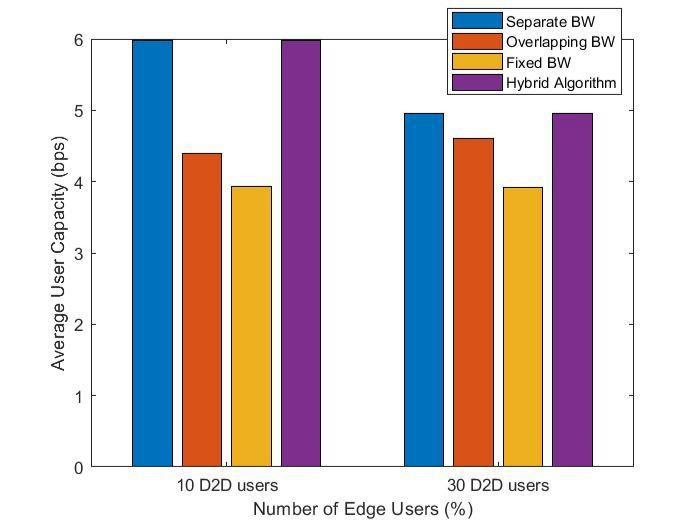 Separate BW
Overlapping BW
Fixed BW
Hybrid Algorithm
6
5
4
3
2
1
0
Average User Capacity (bps)
10 D2D users
30 D2D users
Number of Edge Users (%)